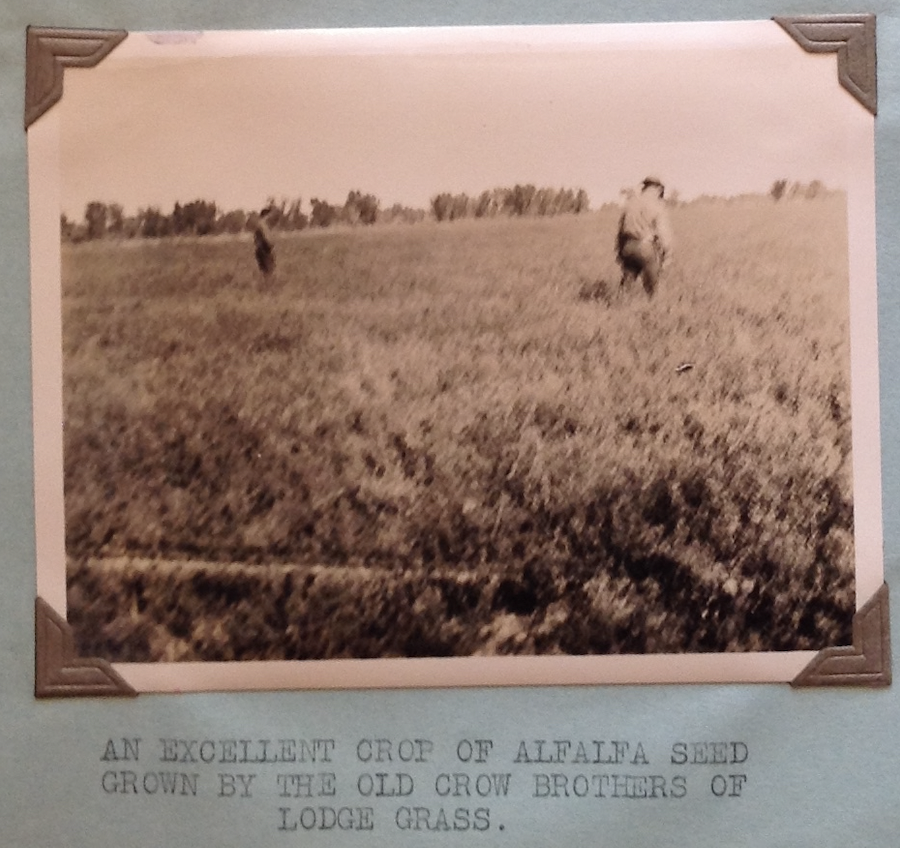 AN EXCELLENT CROP OF ALFALFA SEED
GROWN BY THE OLD CROW BROTHERS OF
LODGE GRASS.